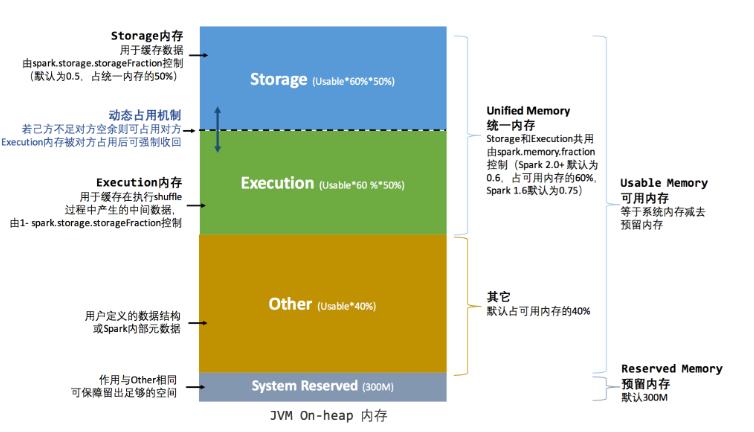 Storage内存
用于缓存数据
由spark.storage.storageFraction控制
（默认为0.5，占统一内存的50%）
动态占用机制
若己方不足对方空余则可占用对方
Execution内存被对方占用后可强制收回
Execution内存
用于缓存在执行shuffle
过程中产生的中间数据，
由1- spark.storage.storageFraction控制
用户定义的数据结构
或Spark内部元数据
作用与Other相同
可保障留出足够的空间
Storage (Usable*60%*50%)
Execution (Usable*60 %*50%)
Other (Usable*40%)
System Reserved (300M)
JVM On-heap 内存
Unified Memory
统一内存
Storage和Execution共用
由spark.memory.fraction
控制（Spark 2.0+ 默认为
0.6，占可用内存的60%，
Spark 1.6默认为0.75）
其它
默认占可用内存的40%
Usable Memory
可用内存
等于系统内存减去
预留内存
Reserved Memory
预留内存
默认300M